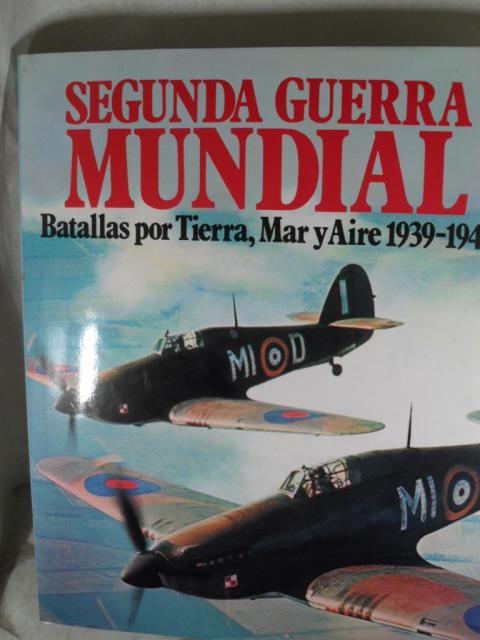 SEGUNDA GUERRA
MUNDIAL
Batallas por Tierra, Mar y Aire 1939-194
MI D
MI